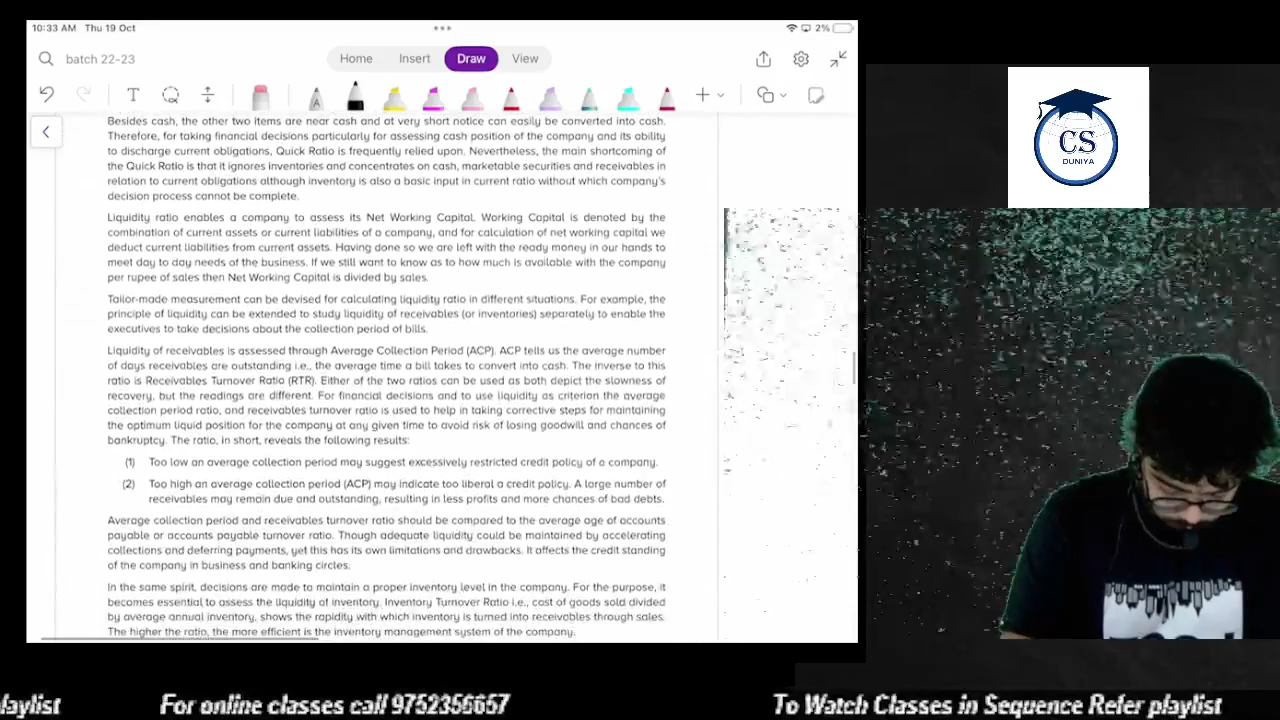 10:33 AM Thu 19 Oct
2%
batch 22-23
Home Insert Draw View
Besides cash, the other two items are near cash and at very short notice can easily be converted into cash.
Therefore, for taking financial decisions particularly for assessing cash position of the company and its ability
to discharge current obligations, Quick Ratio is frequently relied upon. Nevertheless, the main shortcoming of
the Quick Ratio is that it ignores inventories and concentrates on cash, marketable securities and receivables in
relation to current obligations although inventory is also a basic input in current ratio without which company's
decision process cannot be complete.
Liquidity ratio enables a company to assess its Net Working Capital. Working Capital is denoted by the
combination of current assets or current liabilities of a company, and for calculation of net working capital we
deduct current liabilities from current assets. Having done so we are left with the ready money in our hands to
meet day to day needs of the business. If we still want to know as to how much is available with the company
per rupee of sales then Net Working Capital is divided by sales.
Tailor-made measurement can be devised for calculating liquidity ratio in different situations. For example, the
principle of liquidity can be extended to study liquidity of receivables (or inventories) separately to enable the
executives to take decisions about the collection period of bills.
Liquidity of receivables is assessed through Average Collection Period (ACP). ACP tells us the average number
of days receivables are outstanding i.e., the average time a bill takes to convert into cash. The inverse to this
ratio is Receivables Turnover Ratio (RTR). Either of the two ratios can be used as both depict the slowness of
recovery, but the readings are different. For financial decisions and to use liquidity as criterion the average
collection period ratio, and receivables turnover ratio is used to help in taking corrective steps for maintaining
the optimum liquid position for the company at any given time to avoid risk of losing goodwill and chances of
bankruptcy. The ratio, in short, reveals the following results:
(1) Too low an average collection period may suggest excessively restricted credit policy of a company.
(2) Too high an average collection period (ACP) may indicate too liberal a credit policy. A large number of
receivables may remain due and outstanding, resulting in less profits and more chances of bad debts.
Average collection period and receivables turnover ratio should be compared to the average age of accounts
payable or accounts payable turnover ratio. Though adequate liquidity could be maintained by accelerating
collections and deferring payments, yet this has its own limitations and drawbacks. It affects the credit standing
of the company in business and banking circles.
In the same spirit, decisions are made to maintain a proper inventory level in the company. For the purpose, it
becomes essential to assess the liquidity of inventory. Inventory Turnover Ratio i.e., cost of goods sold divided
by average annual inventory, shows the rapidity with which inventory is turned into receivables through sales.
The higher the ratio, the more efficient is the inventory management system of the company.
CS
DUNIYA
laylist For online classes call 9752356657 To Watch Classes in Sequence Refer playlist